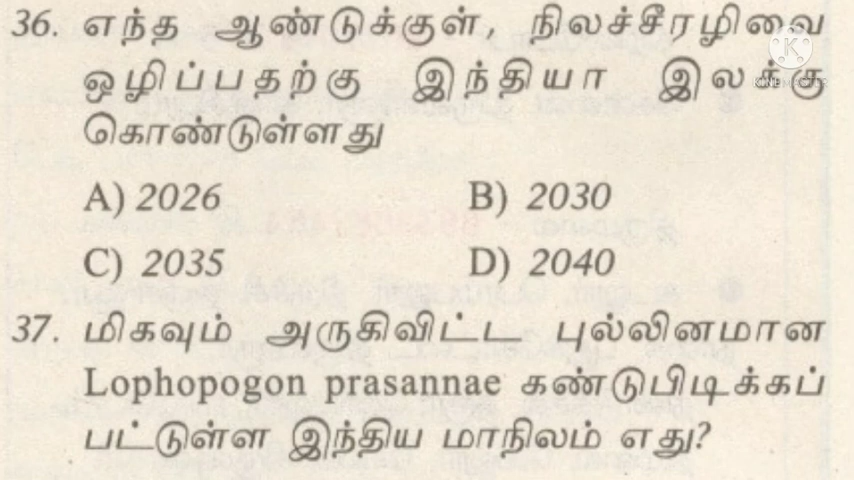 36. எந்த ஆண்டுக்குள், நிலச்சீரழிவை
ஒழிப்பதற்கு இந்தியா இலக்கு
கொண்டுள்ளது
A) 2026 B) 2030
C) 2035 D) 2040
37. மிகவும் அருகிவிட்ட புல்லினமான
Lophopogon prasannae கண்டுபிடிக்கப்
பட்டுள்ள இந்திய மாநிலம் எது?
K
KINEMASTER